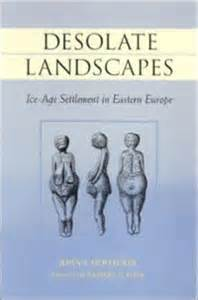 DESOLATE
LANDSCAPES
Ice-Age Settlement in Eastern Europe